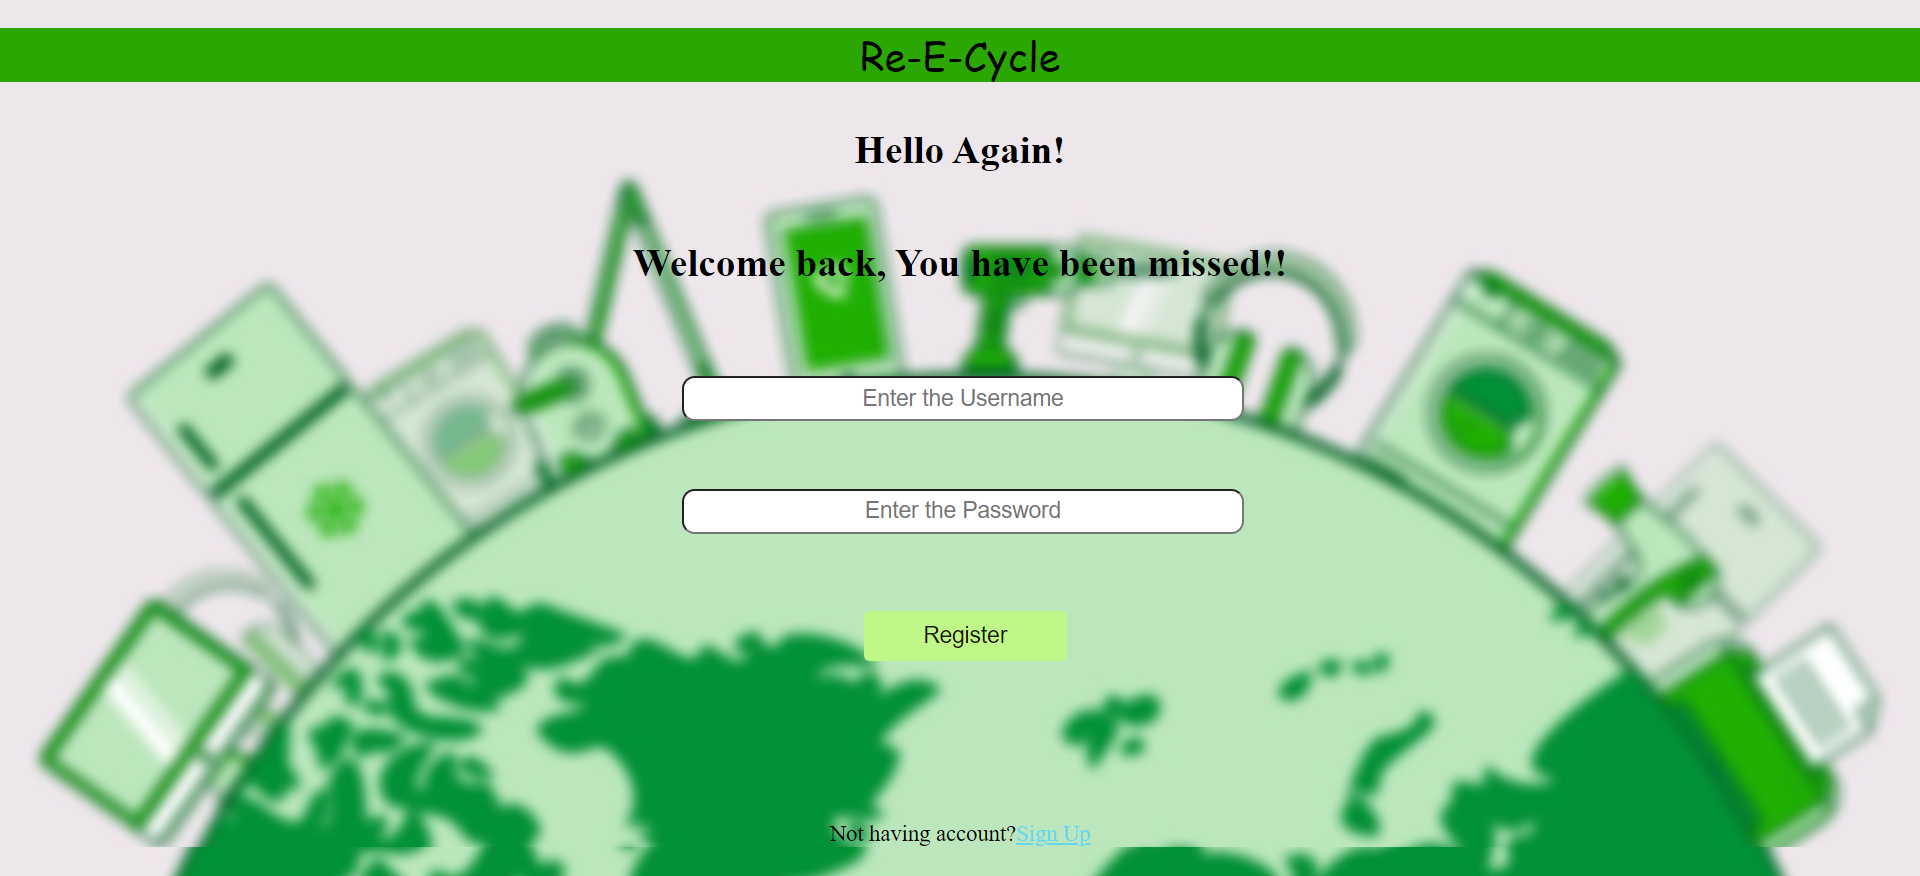 Re-E-Cycle
Hello Again!
Welcome back, You have been missed!!
Enter the Username
Enter the Password
Register
Not having account?Sign Up